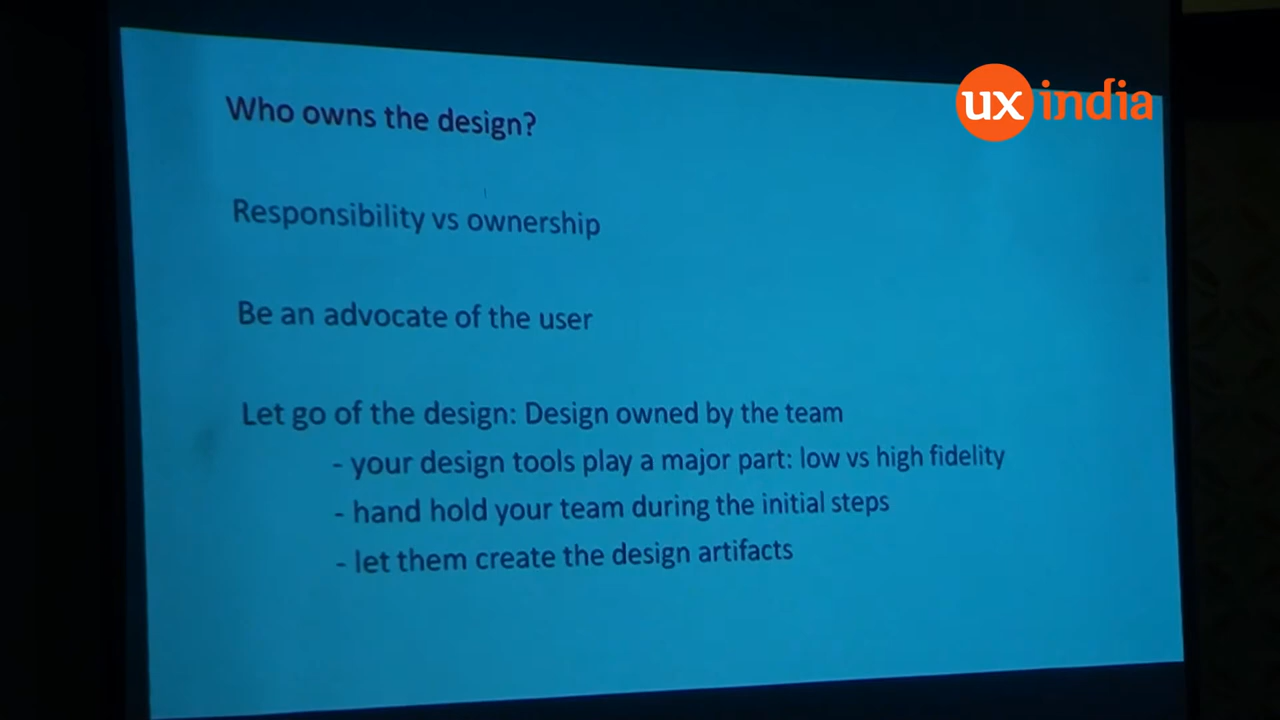 ux india
Who owns the design?
Responsibility vs ownership
Be an advocate of the user
Let go of the design: Design owned by the team
- your design tools play a major part: low vs high fidelity
- hand hold your team during the initial steps
- let them create the design artifacts